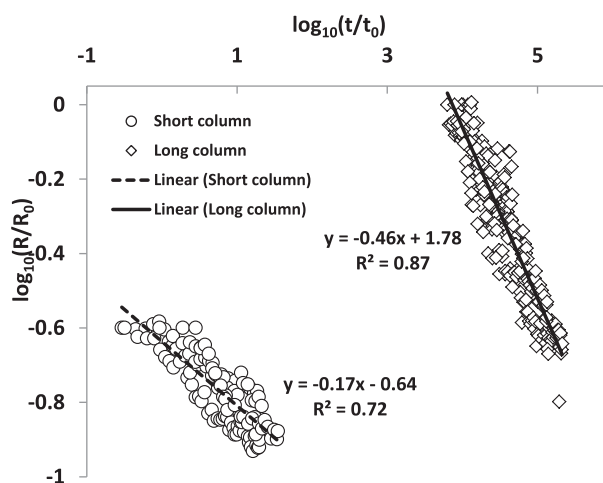 log10(t/t0)
-1 1 3 5
0
-0.2
-0.4
-0.6
-0.8
-1
log10(R/R0)
Short column
Long column
Linear (Short column)
Linear (Long column)
y = -0.46x + 1.78
R² = 0.87
y = -0.17x - 0.64
R² = 0.72